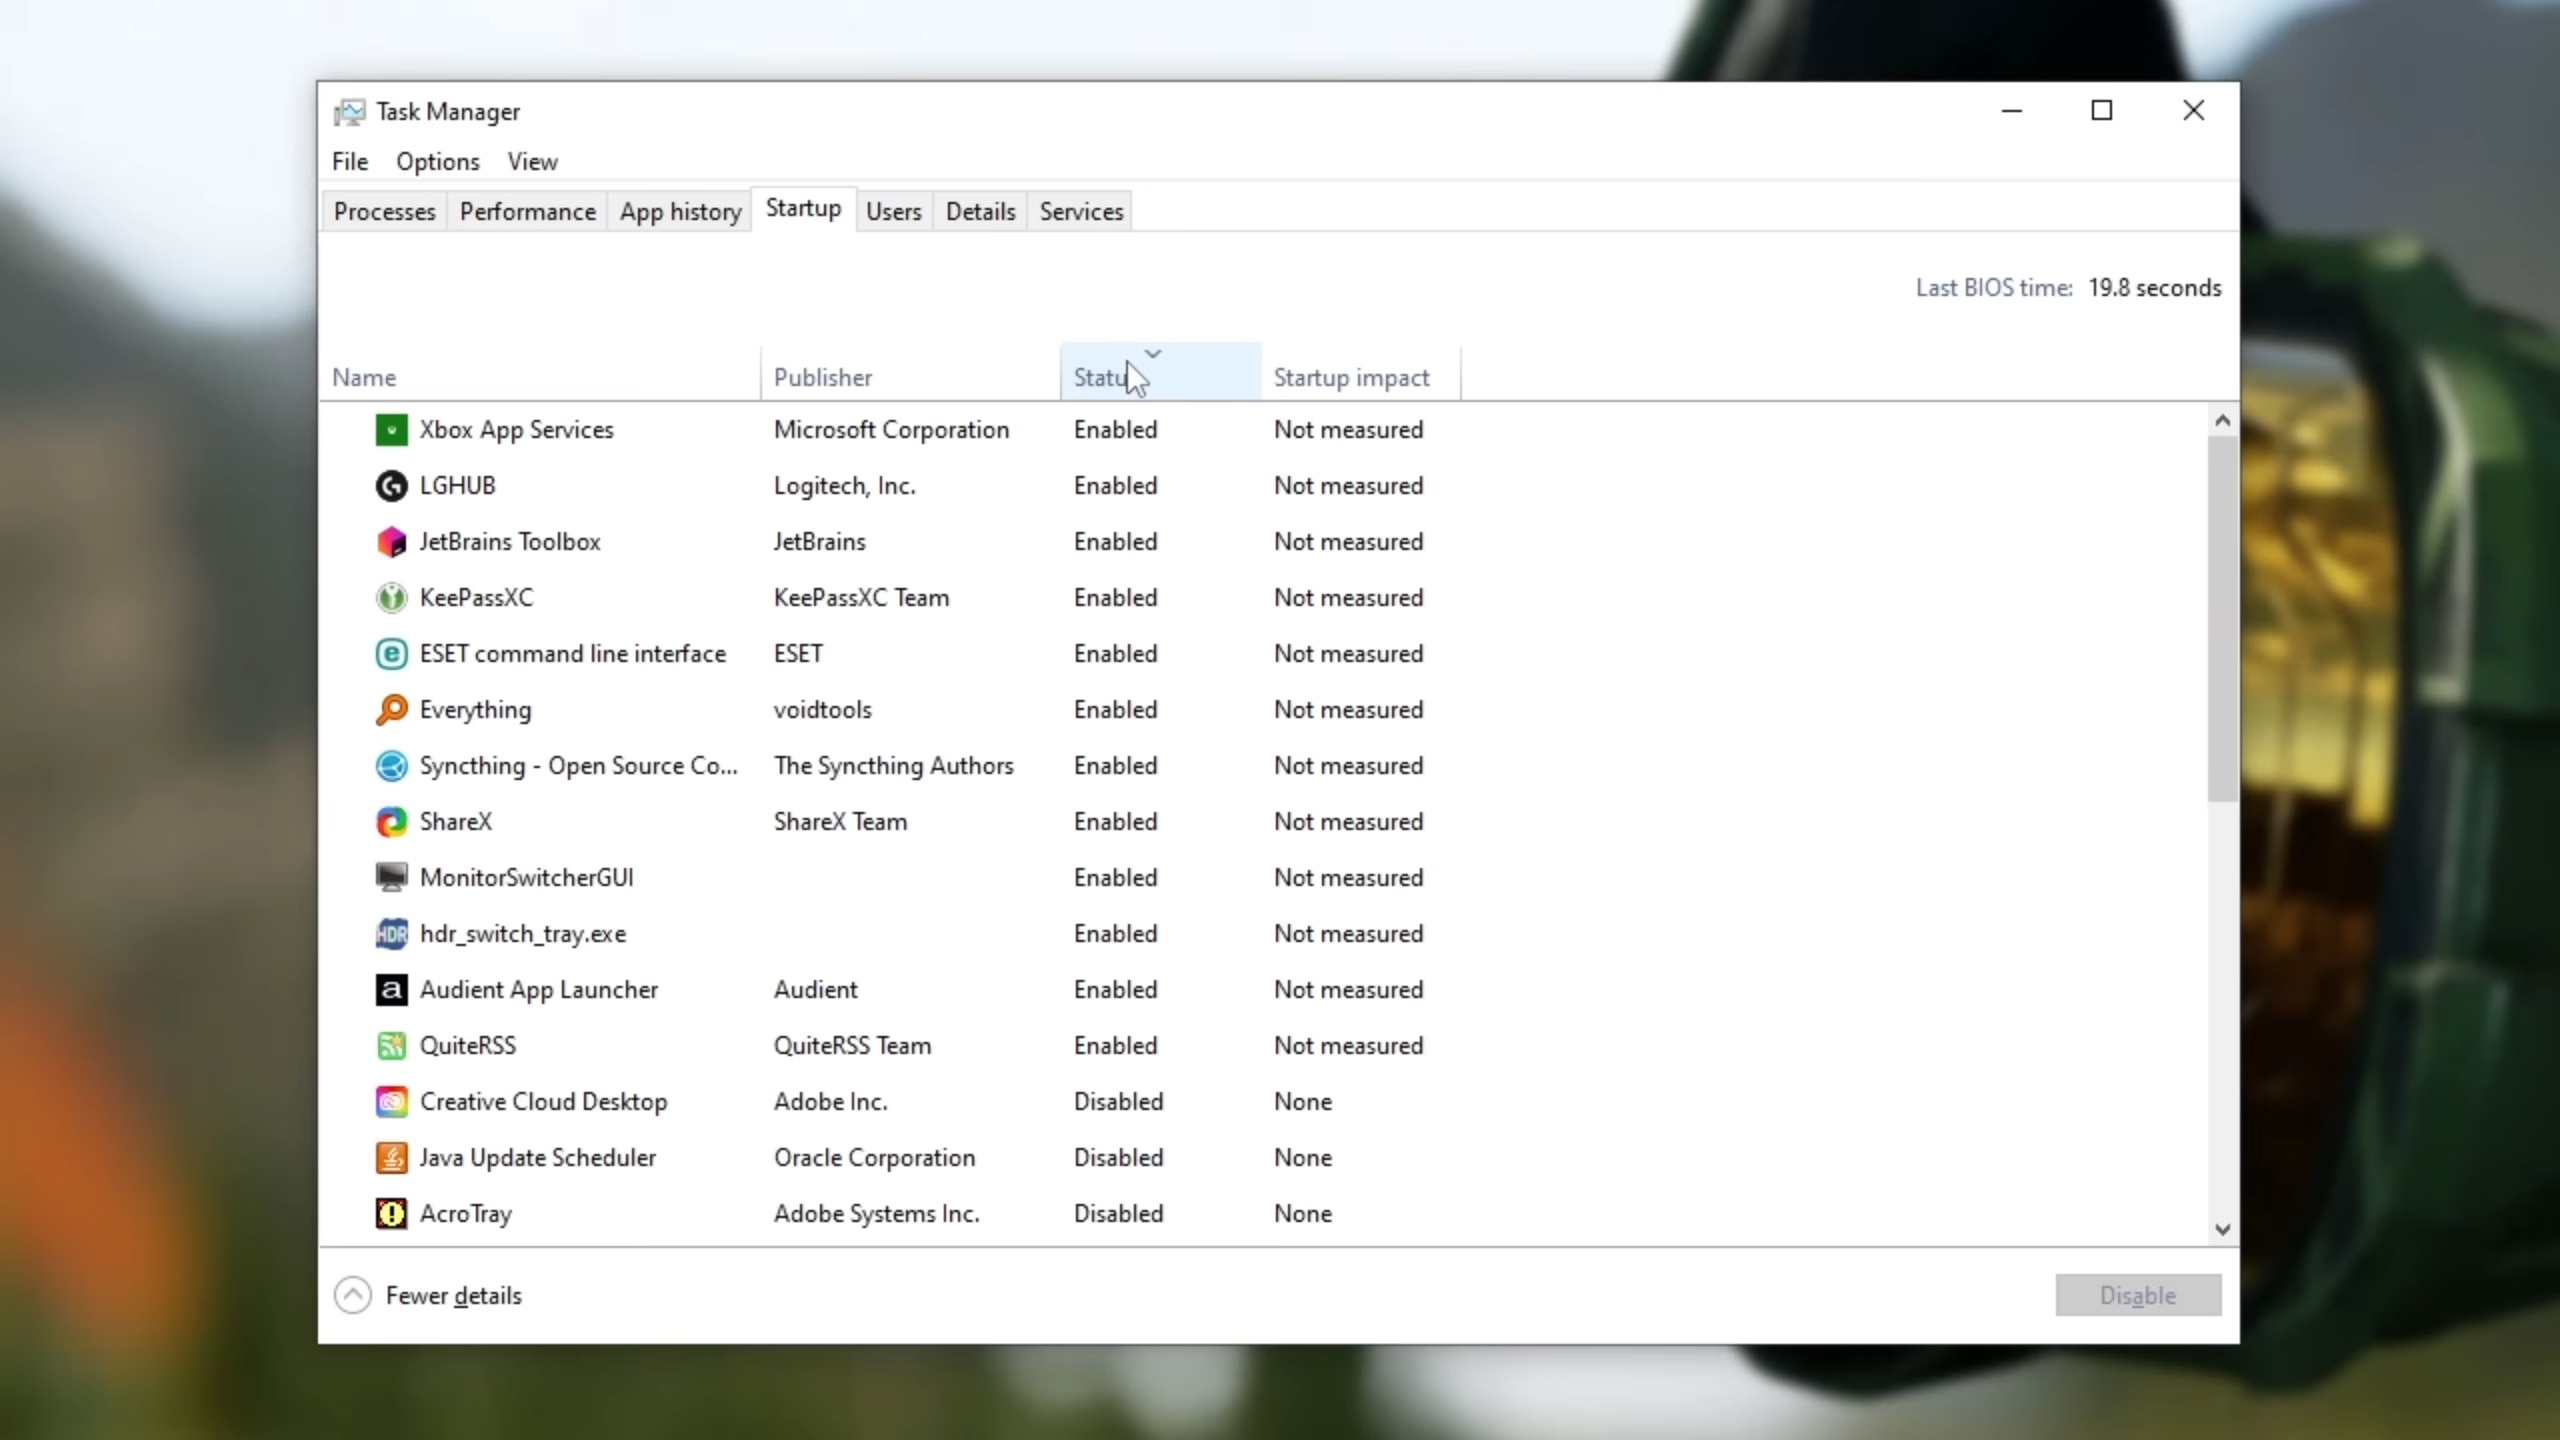 Task Manager
File Options View
Processes Performance App history Startup Users Details Services
Last BIOS time: 19.8 seconds
Name Publisher Statu Startup impact
Xbox App Services Microsoft Corporation Enabled Not measured
LGHUB Logitech, Inc. Enabled Not measured
JetBrains Toolbox JetBrains Enabled Not measured
KeePassXC KeePassXC Team Enabled Not measured
ESET command line interface ESET Enabled Not measured
Everything voidtools Enabled Not measured
Syncthing - Open Source Co... The Syncthing Authors Enabled Not measured
ShareX ShareX Team Enabled Not measured
MonitorSwitcherGUI Enabled Not measured
HDR hdr_switch_tray.exe Enabled Not measured
a Audient App Launcher Audient Enabled Not measured
QuiteRSS QuiteRSS Team Enabled Not measured
Creative Cloud Desktop Adobe Inc. Disabled None
Java Update Scheduler Oracle Corporation Disabled None
AcroTray Adobe Systems Inc. Disabled None
Fewer details Disable